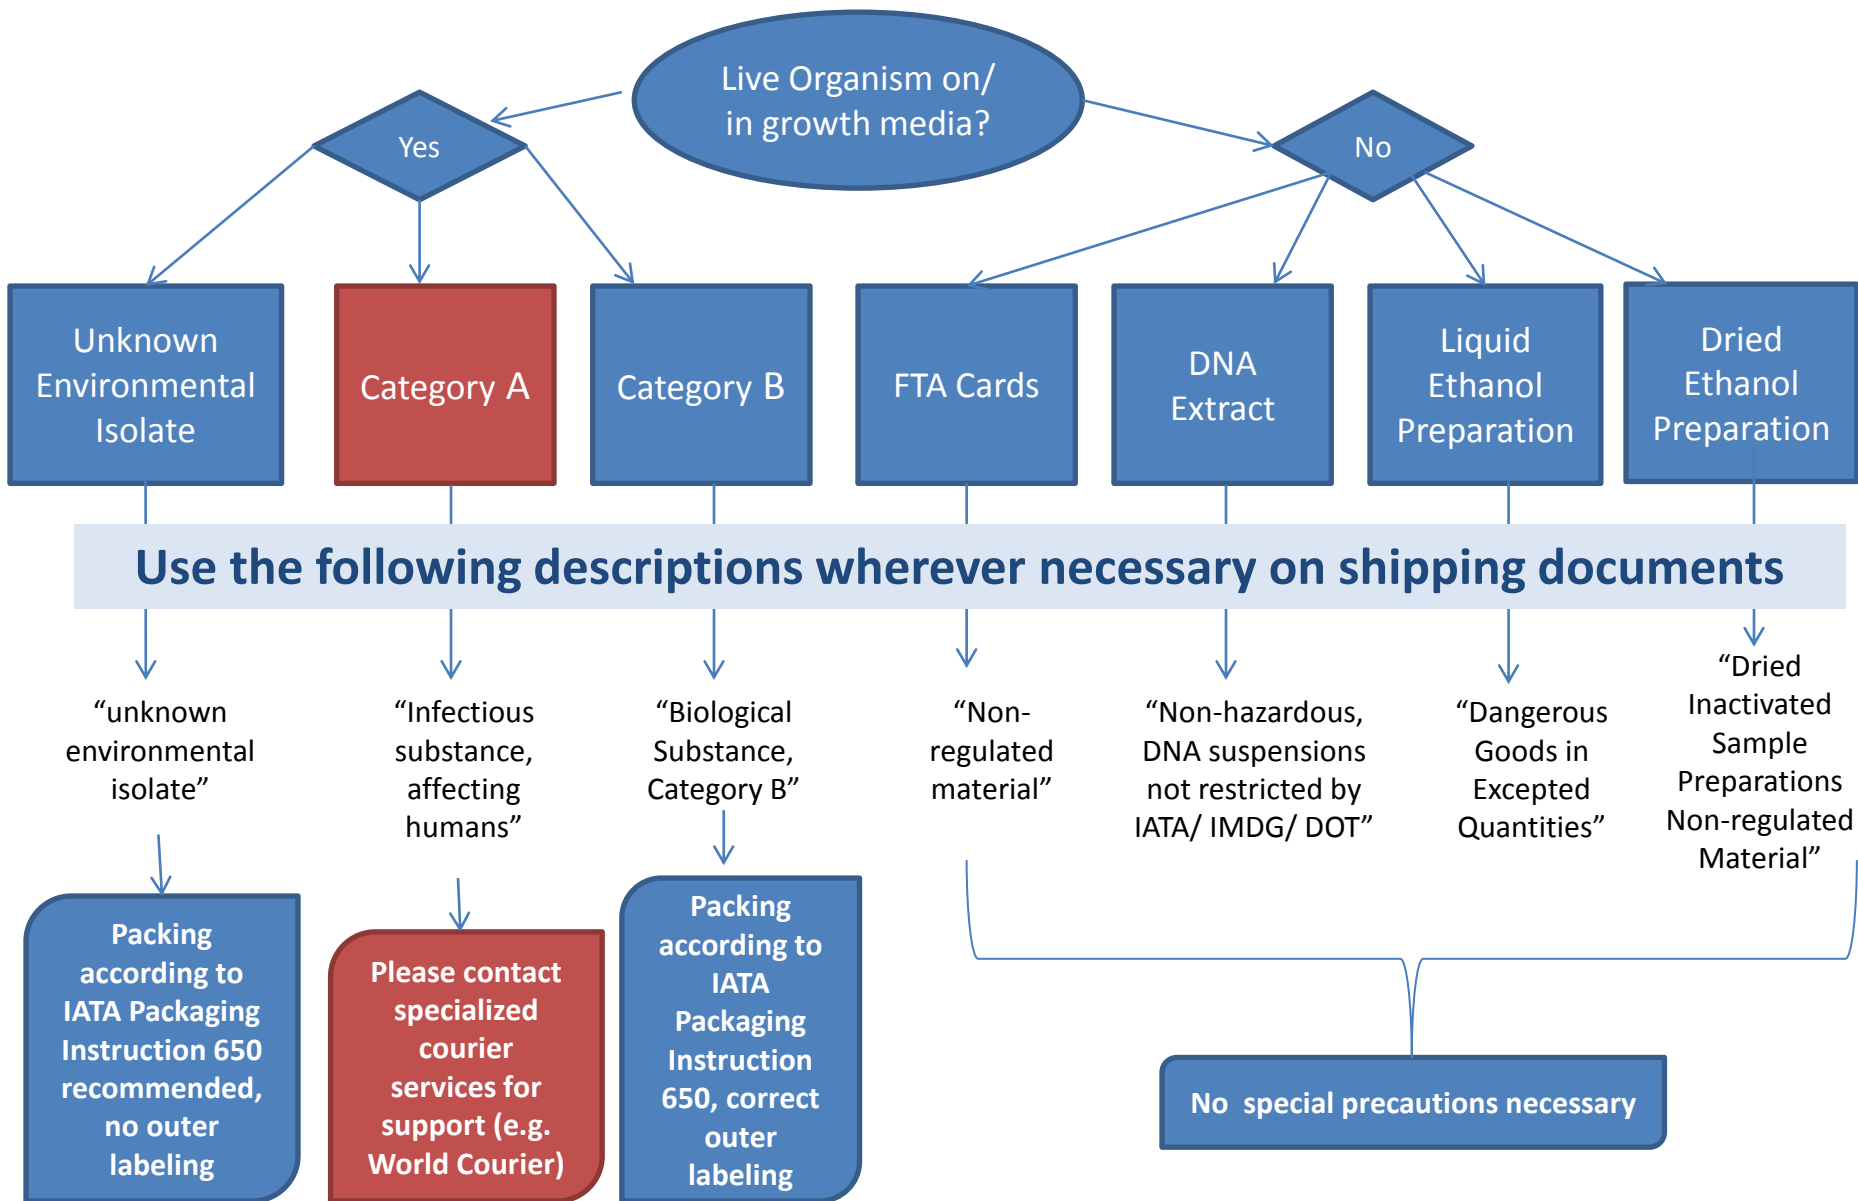 Live Organism on/
in growth media?
Yes
No
Unknown
Environmental
Isolate
Category A
Category B
FTA Cards
DNA
Extract
Liquid
Ethanol
Preparation
Dried
Ethanol
Preparation
Use the following descriptions wherever necessary on shipping documents
“unknown
environmental
isolate”
“Infectious
substance,
affecting
humans”
“Biological
Substance,
Category B”
“Non-
regulated
material”
“Non-hazardous,
DNA suspensions
not restricted by
IATA/ IMDG/ DOT”
“Dangerous
Goods in
Excepted
Quantities”
“Dried
Inactivated
Sample
Preparations
Non-regulated
Material”
Packing
according to
IATA Packaging
Instruction 650
recommended,
no outer
labeling
Please contact
specialized
courier
services for
support (e.g.
World Courier)
Packing
according to
IATA
Packaging
Instruction
650, correct
outer
labeling
No special precautions necessary